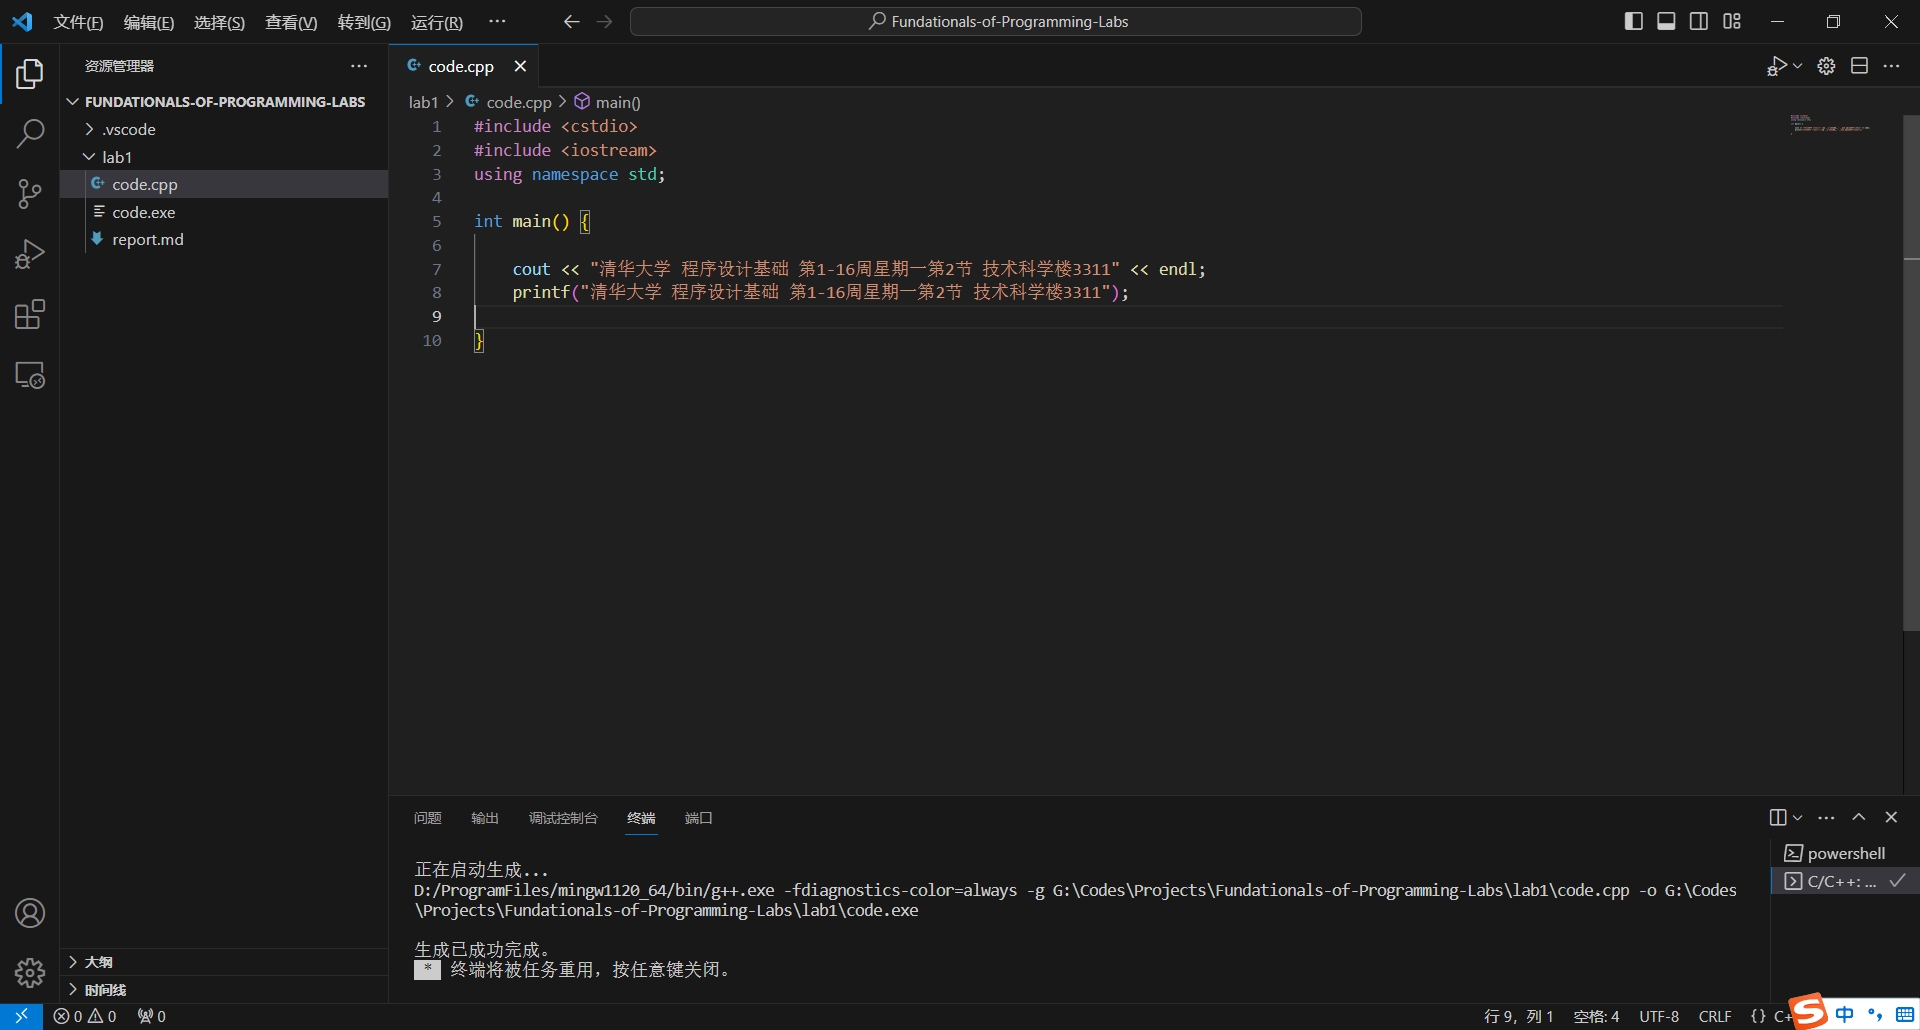 文件(F) 编辑(E) 选择(S) 查看(V) 转到(G) 运行(R) ··· Fundationals-of-Programming-Labs
资源管理器 ···
code.cpp
FUNDATIONALS-OF-PROGRAMMING-LABS
.vscode
lab1
code.cpp
code.exe
report.md
lab1 > code.cpp > main()
1 #include <cstdio>
2 #include <iostream>
3 using namespace std;
4
5 int main() {
6
7 cout << "清华大学 程序设计基础 第1-16周星期一第2节 技术科学楼3311" << endl;
8 printf("清华大学 程序设计基础 第1-16周星期一第2节 技术科学楼3311");
9
10 }
问题 输出 调试控制台 终端 端口
正在启动生成...
D:/ProgramFiles/mingw1120_64/bin/g++.exe -fdiagnostics-color=always -g G:\Codes\Projects\Fundationals-of-Programming-Labs\lab1\code.cpp -o G:\Codes
\Projects\Fundationals-of-Programming-Labs\lab1\code.exe
生成已成功完成。
* 终端将被任务重用，按任意键关闭。
powershell
C/C++: ...
大纲
时间线
0 0 0
行 9，列 1 空格: 4 UTF-8 CRLF {} C+
S 中